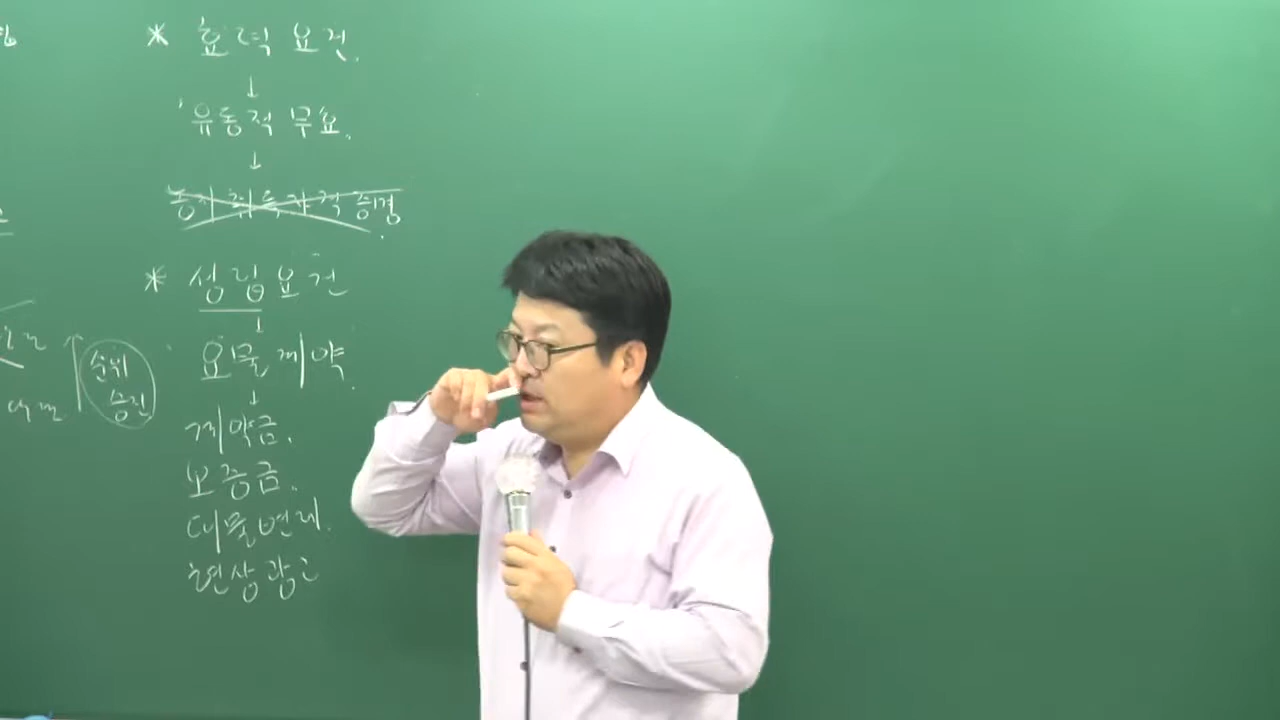 * 효력 요건.
↓
'유동적 무효.
↓
농지취득자격증명.
* 성립요건
↓
요물계약.
↓
계약금.
보증금.
대물변제.
현상광고
순위
승진